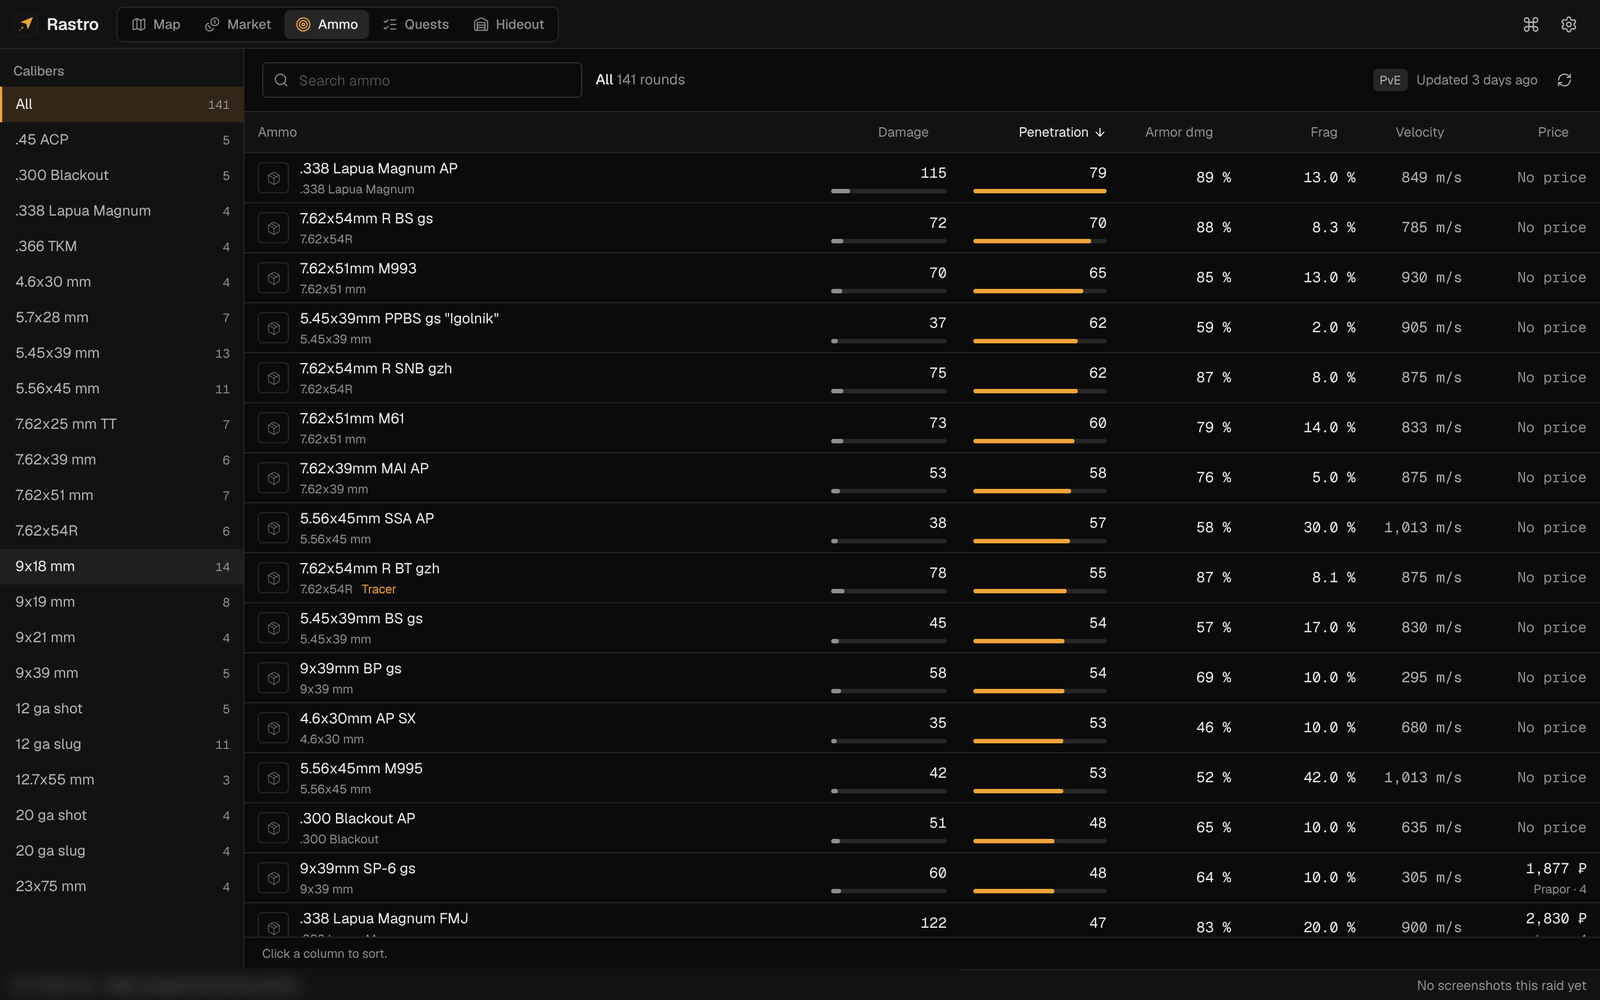 Rastro
Map
Market
Ammo
Quests
Hideout
Calibers
All 141
.45 ACP 5
.300 Blackout 5
.338 Lapua Magnum 4
.366 TKM 4
4.6x30 mm 4
5.7x28 mm 7
5.45x39 mm 13
5.56x45 mm 11
7.62x25 mm TT 7
7.62x39 mm 6
7.62x51 mm 7
7.62x54R 6
9x18 mm 14
9x19 mm 8
9x21 mm 4
9x39 mm 5
12 ga shot 5
12 ga slug 11
12.7x55 mm 3
20 ga shot 4
20 ga slug 4
23x75 mm 4
Search ammo
All 141 rounds
PvE Updated 3 days ago
Ammo Damage Penetration ↓ Armor dmg Frag Velocity Price
.338 Lapua Magnum AP 115 79 89 % 13.0 % 849 m/s No price
.338 Lapua Magnum
7.62x54mm R BS gs 72 70 88 % 8.3 % 785 m/s No price
7.62x54R
7.62x51mm M993 70 65 85 % 13.0 % 930 m/s No price
7.62x51 mm
5.45x39mm PPBS gs "Igolnik" 37 62 59 % 2.0 % 905 m/s No price
5.45x39 mm
7.62x54mm R SNB gzh 75 62 87 % 8.0 % 875 m/s No price
7.62x54R
7.62x51mm M61 73 60 79 % 14.0 % 833 m/s No price
7.62x51 mm
7.62x39mm MAI AP 53 58 76 % 5.0 % 875 m/s No price
7.62x39 mm
5.56x45mm SSA AP 38 57 58 % 30.0 % 1,013 m/s No price
5.56x45 mm
7.62x54mm R BT gzh 78 55 87 % 8.1 % 875 m/s No price
7.62x54R Tracer
5.45x39mm BS gs 45 54 57 % 17.0 % 830 m/s No price
5.45x39 mm
9x39mm BP gs 58 54 69 % 10.0 % 295 m/s No price
9x39 mm
4.6x30mm AP SX 35 53 46 % 10.0 % 680 m/s No price
4.6x30 mm
5.56x45mm M995 42 53 52 % 42.0 % 1,013 m/s No price
5.56x45 mm
.300 Blackout AP 51 48 65 % 10.0 % 635 m/s No price
.300 Blackout
9x39mm SP-6 gs 60 48 64 % 10.0 % 305 m/s 1,877 ₽
9x39 mm Prapor · 4
.338 Lapua Magnum FMJ 122 47 83 % 20.0 % 900 m/s 2,830 ₽
Click a column to sort.
No screenshots this raid yet